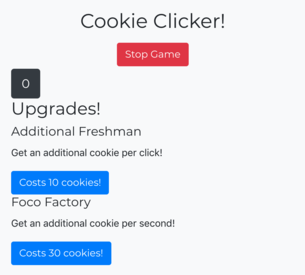 Cookie Clicker!
Stop Game
0
Upgrades!
Additional Freshman
Get an additional cookie per click!
Costs 10 cookies!
Foco Factory
Get an additional cookie per second!
Costs 30 cookies!